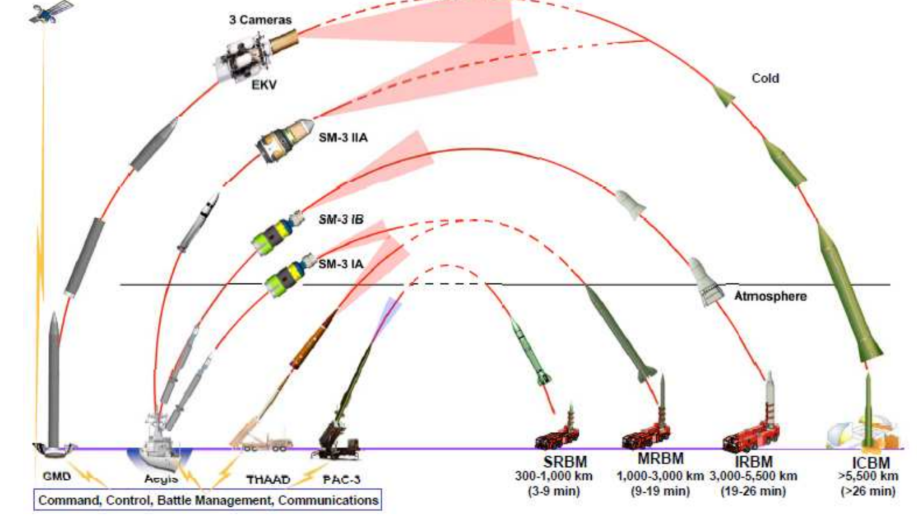 3 Cameras
EKV
Cold
SM-3 IIA
SM-3 IB
SM-3 IA
Atmosphere
GMD
Aegis
THAAD
PAC-3
SRBM
300-1,000 km
(3-9 min)
MRBM
1,000-3,000 km
(9-19 min)
IRBM
3,000-5,500 km
(19-26 min)
ICBM
>5,500 km
(>26 min)
Command, Control, Battle Management, Communications